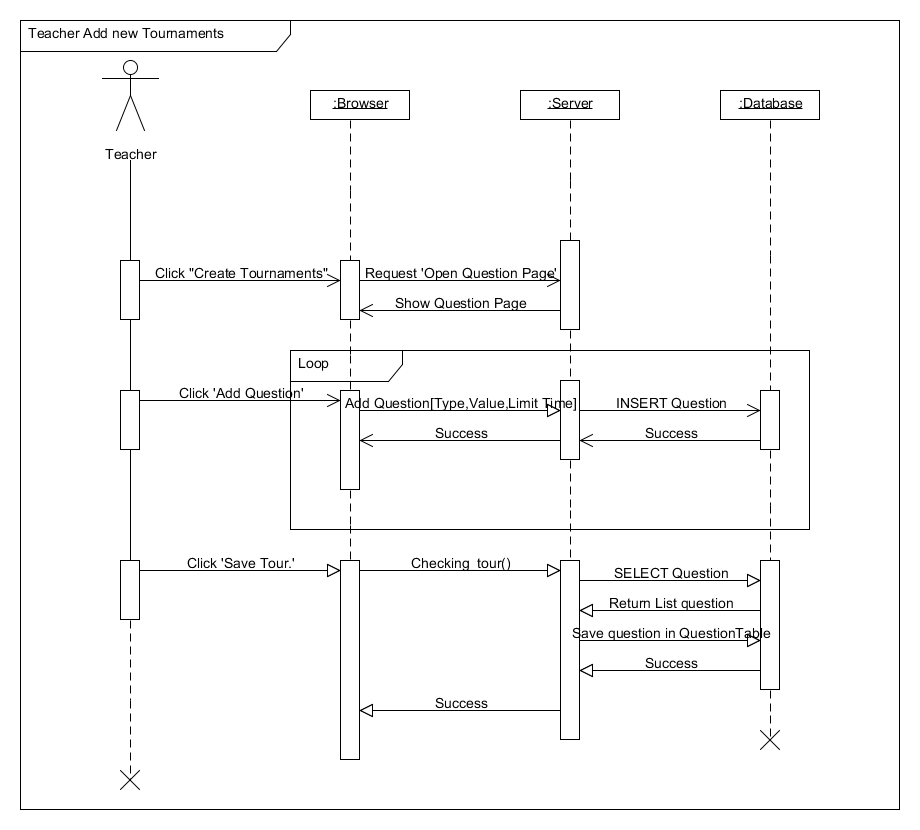 Teacher Add new Tournaments
:Browser
:Server
:Database
Teacher
Click "Create Tournaments"
Request 'Open Question Page'
Show Question Page
Loop
Click 'Add Question'
Add Question[Type,Value,Limit Time]
INSERT Question
Success
Success
Click 'Save Tour.'
Checking tour()
SELECT Question
Return List question
Save question in QuestionTable
Success
Success